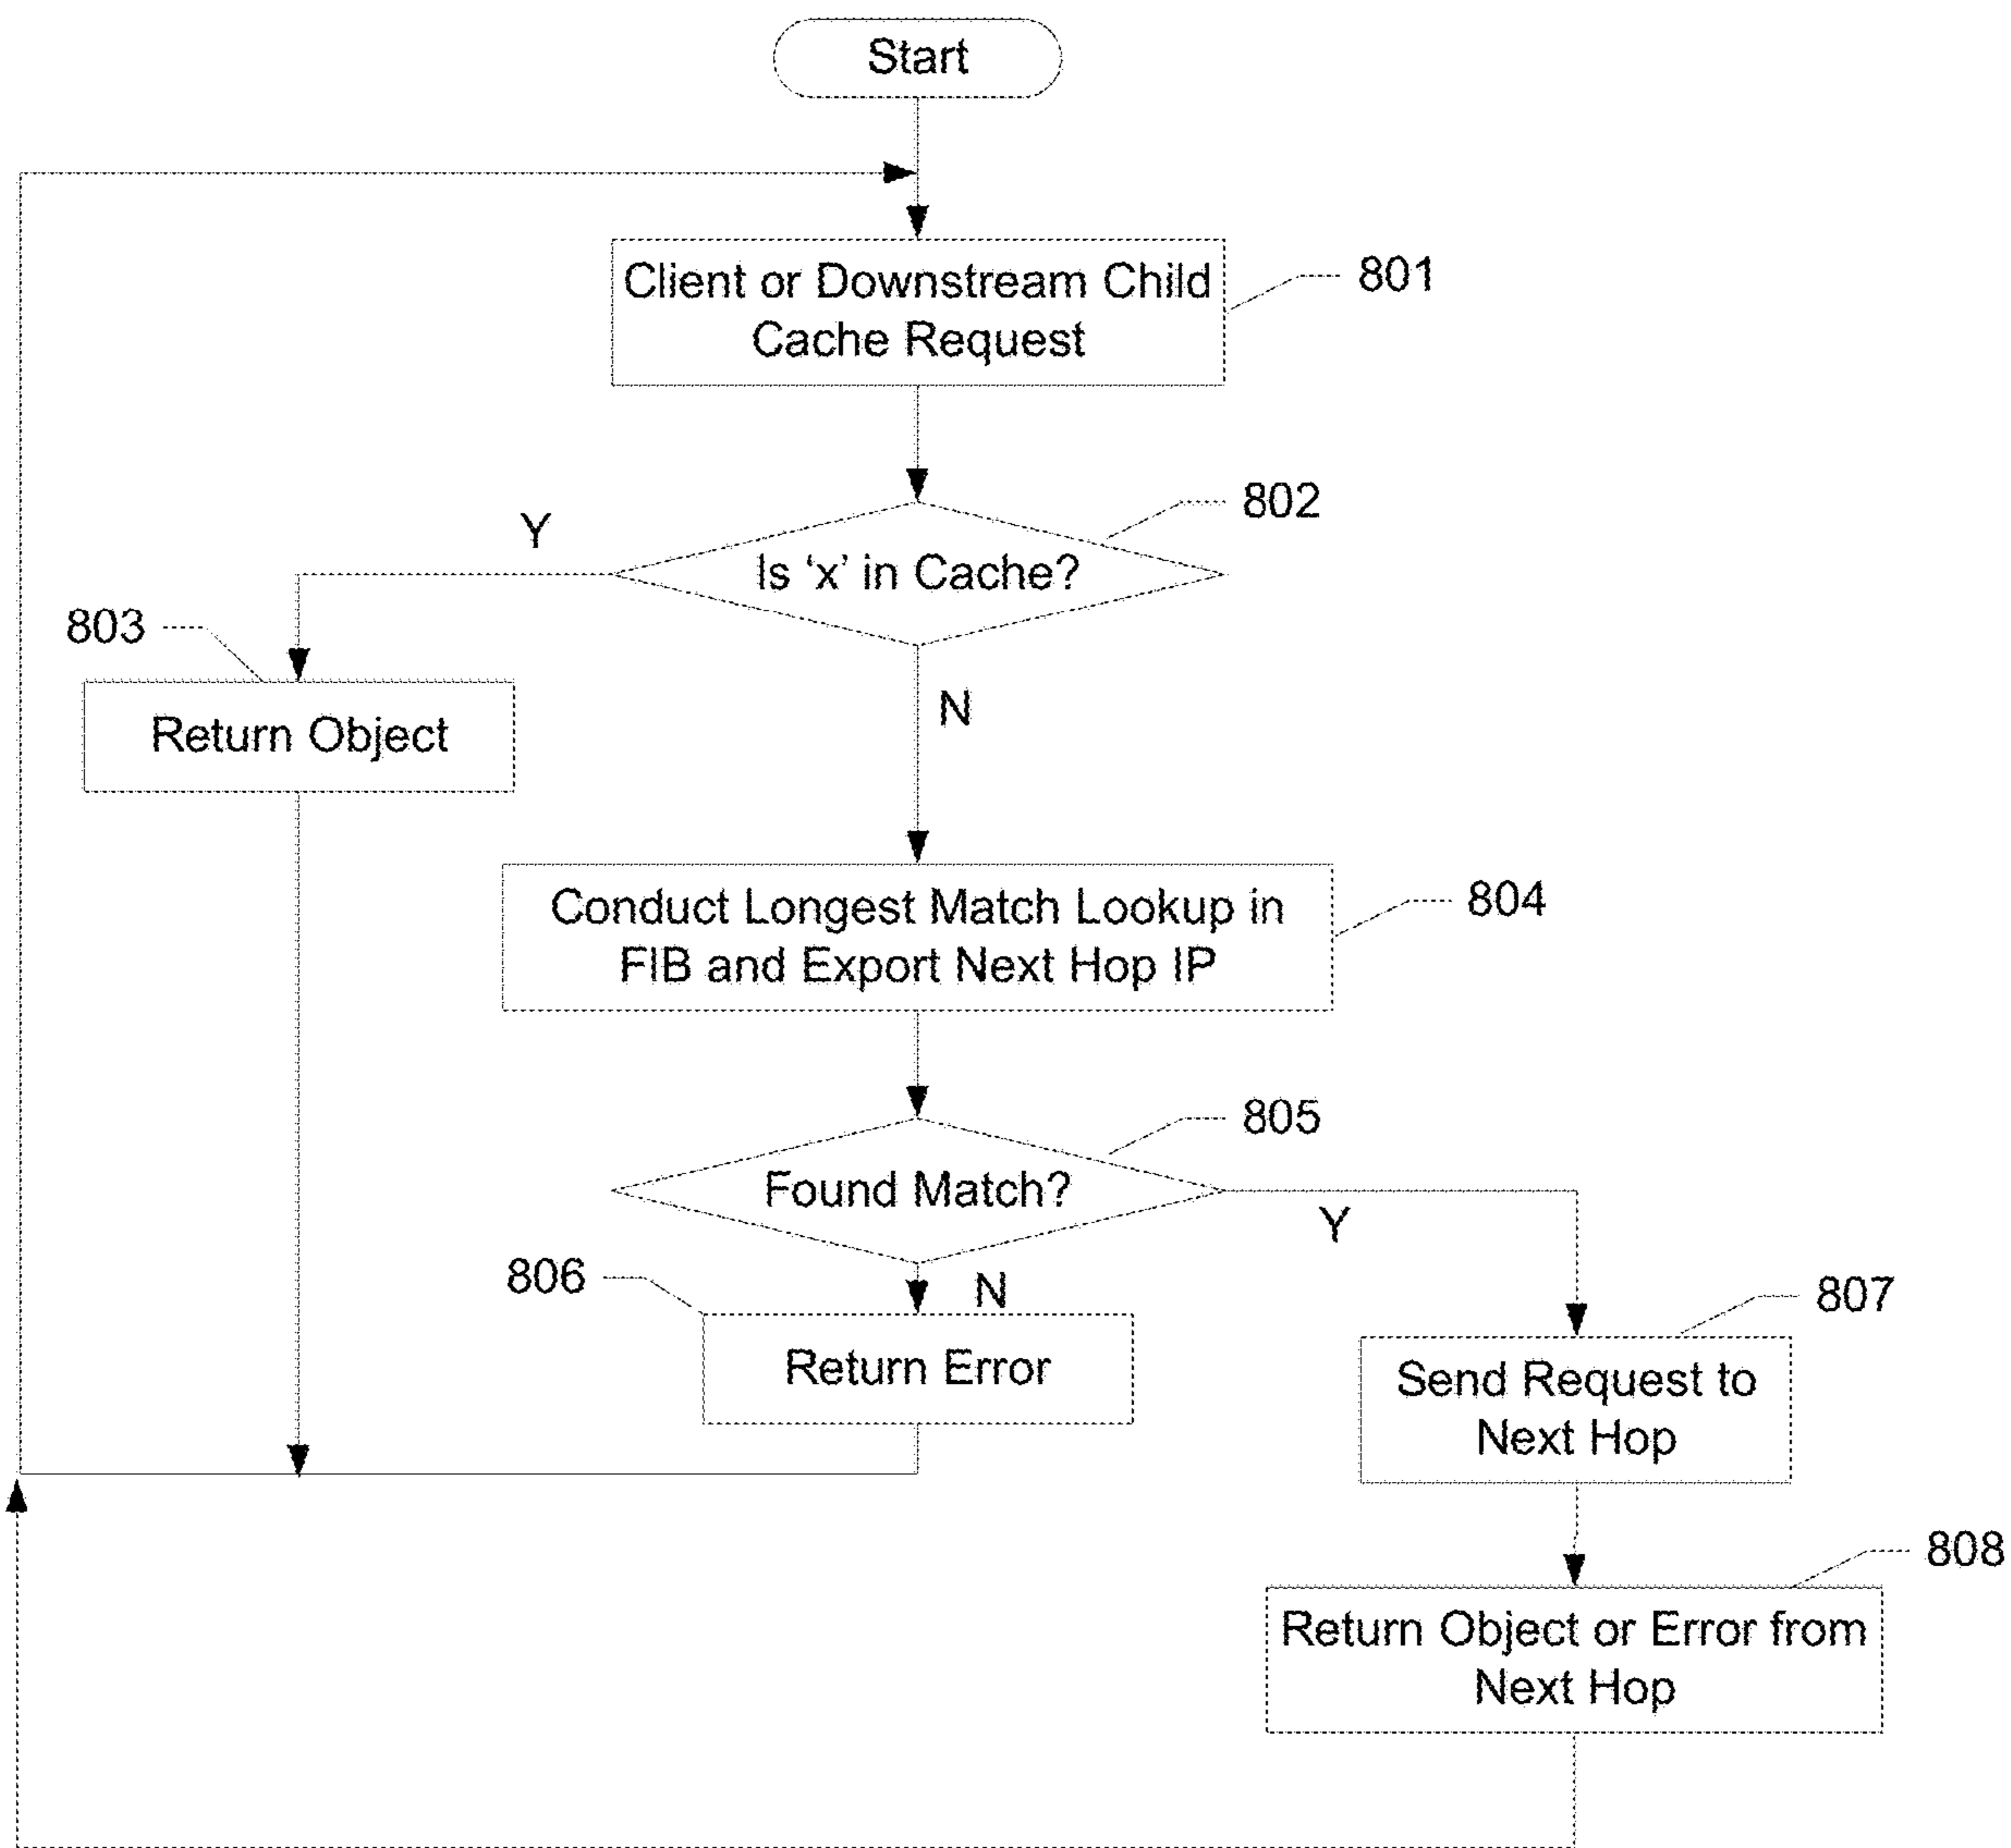 Start
Client or Downstream Child
Cache Request
801
802
Y
Is ‘x’ in Cache?
803
N
Return Object
Conduct Longest Match Lookup in
FIB and Export Next Hop IP
804
805
Found Match?
Y
806
N
807
Return Error
Send Request to
Next Hop
808
Return Object or Error from
Next Hop